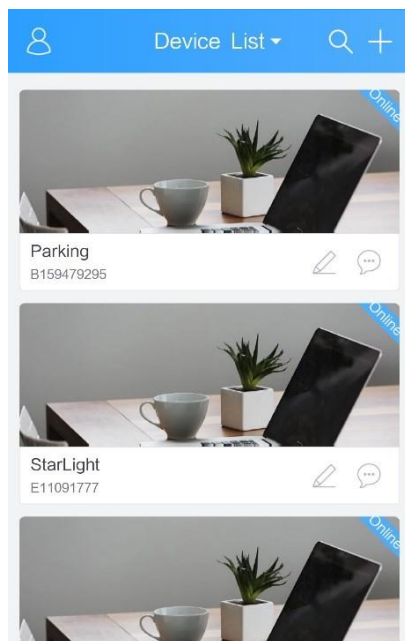 Device List
Online
Parking
B159479295
Online
StarLight
E11091777
Online